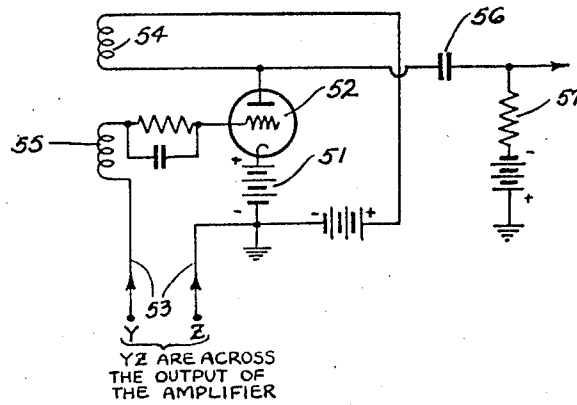 54
56
52
57
55
+
51
-
-
+
-
+
53
Y
Z
YZ ARE ACROSS
THE OUTPUT OF
THE AMPLIFIER